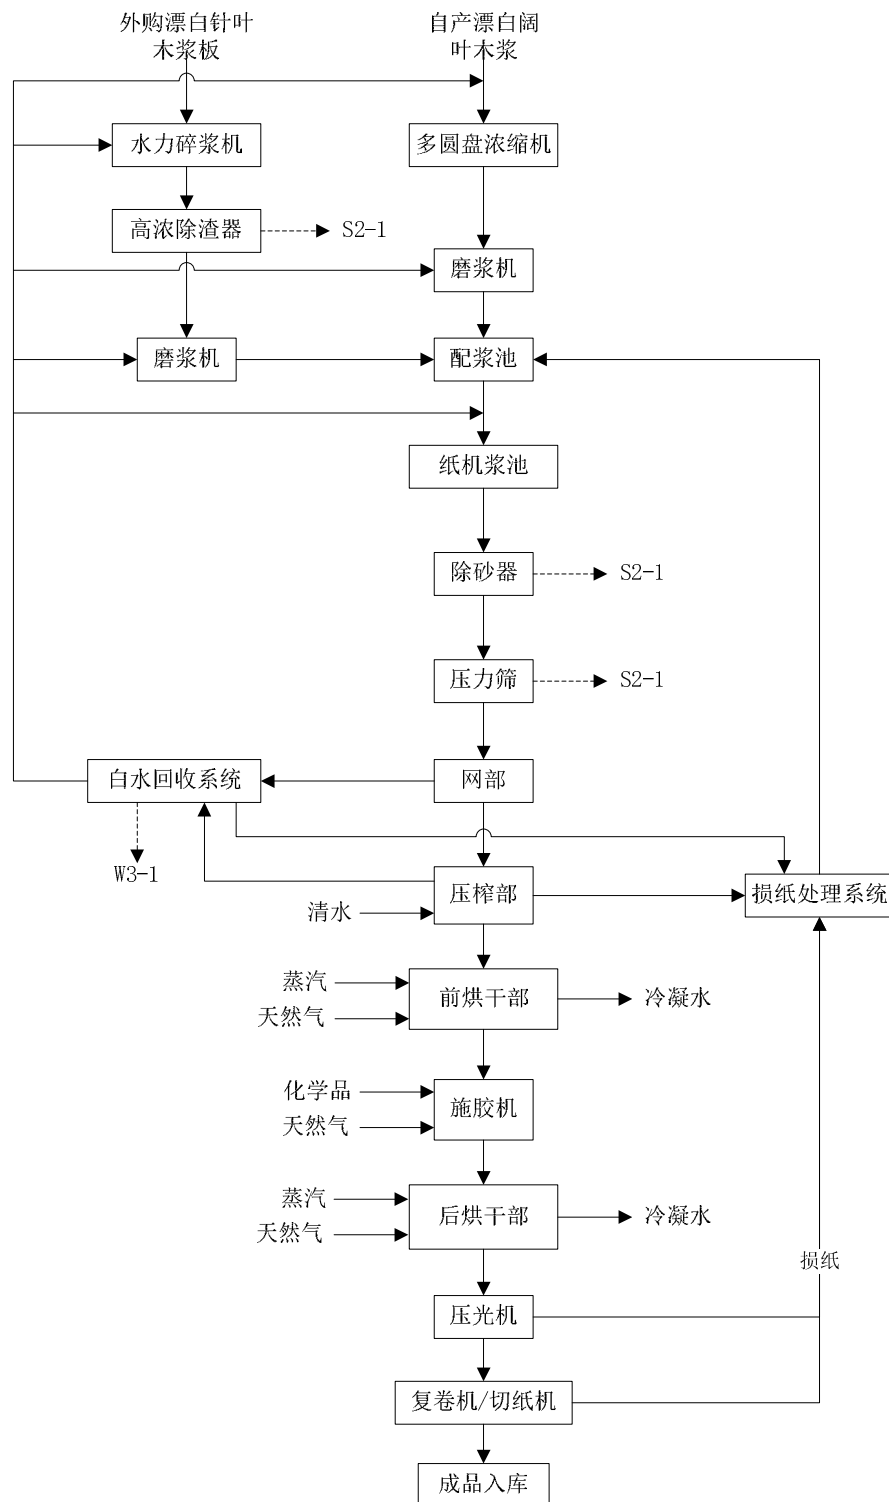 外购漂白针叶
木浆板
自产漂白阔
叶木浆
水力碎浆机
多圆盘浓缩机
高浓除渣器
S2-1
磨浆机
磨浆机
配浆池
纸机浆池
除砂器
S2-1
压力筛
S2-1
白水回收系统
网部
W3-1
压榨部
损纸处理系统
清水
蒸汽
天然气
前烘干部
冷凝水
化学品
天然气
施胶机
蒸汽
天然气
后烘干部
冷凝水
损纸
压光机
复卷机/切纸机
成品入库